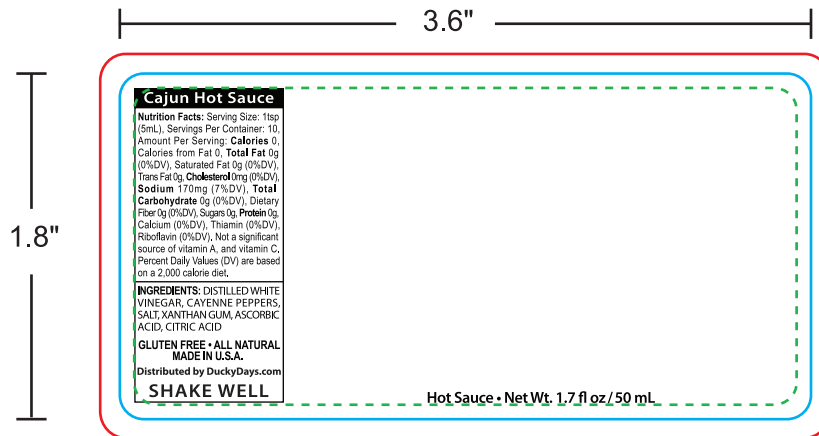 3.6"
1.8"
Cajun Hot Sauce
Nutrition Facts: Serving Size: 1tsp
(5mL), Servings Per Container: 10,
Amount Per Serving: Calories 0,
Calories from Fat 0, Total Fat 0g
(0%DV), Saturated Fat 0g (0%DV),
Trans Fat 0g, Cholesterol 0mg (0%DV),
Sodium 170mg (7%DV), Total
Carbohydrate 0g (0%DV), Dietary
Fiber 0g (0%DV), Sugars 0g, Protein 0g,
Calcium (0%DV), Thiamin (0%DV),
Riboflavin (0%DV). Not a significant
source of vitamin A, and vitamin C.
Percent Daily Values (DV) are based
on a 2,000 calorie diet.
INGREDIENTS: DISTILLED WHITE
VINEGAR, CAYENNE PEPPERS,
SALT, XANTHAN GUM, ASCORBIC
ACID, CITRIC ACID
GLUTEN FREE • ALL NATURAL
MADE IN U.S.A.
Distributed by DuckyDays.com
SHAKE WELL
Hot Sauce • Net Wt. 1.7 fl oz / 50 mL